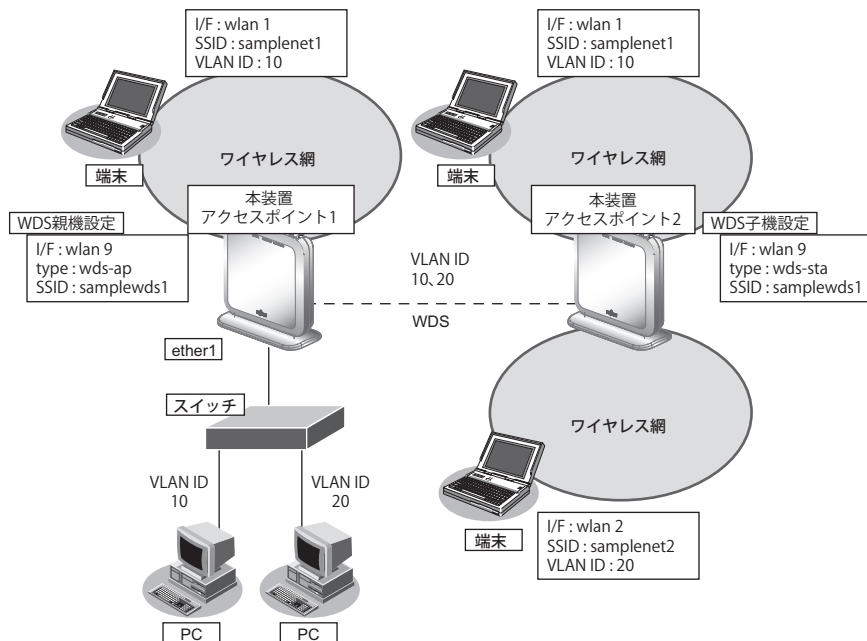 I/F : wlan 1
SSID : samplenet1
VLAN ID : 10
端末
ワイヤレス網
本装置
アクセスポイント1
WDS親機設定
I/F : wlan 9
type : wds-ap
SSID : samplewds1
I/F : wlan 1
SSID : samplenet1
VLAN ID : 10
端末
ワイヤレス網
本装置
アクセスポイント2
WDS子機設定
I/F : wlan 9
type : wds-sta
SSID : samplewds1
VLAN ID
10、20
WDS
ether1
スイッチ
VLAN ID
10
VLAN ID
20
PC
PC
ワイヤレス網
端末
I/F : wlan 2
SSID : samplenet2
VLAN ID : 20